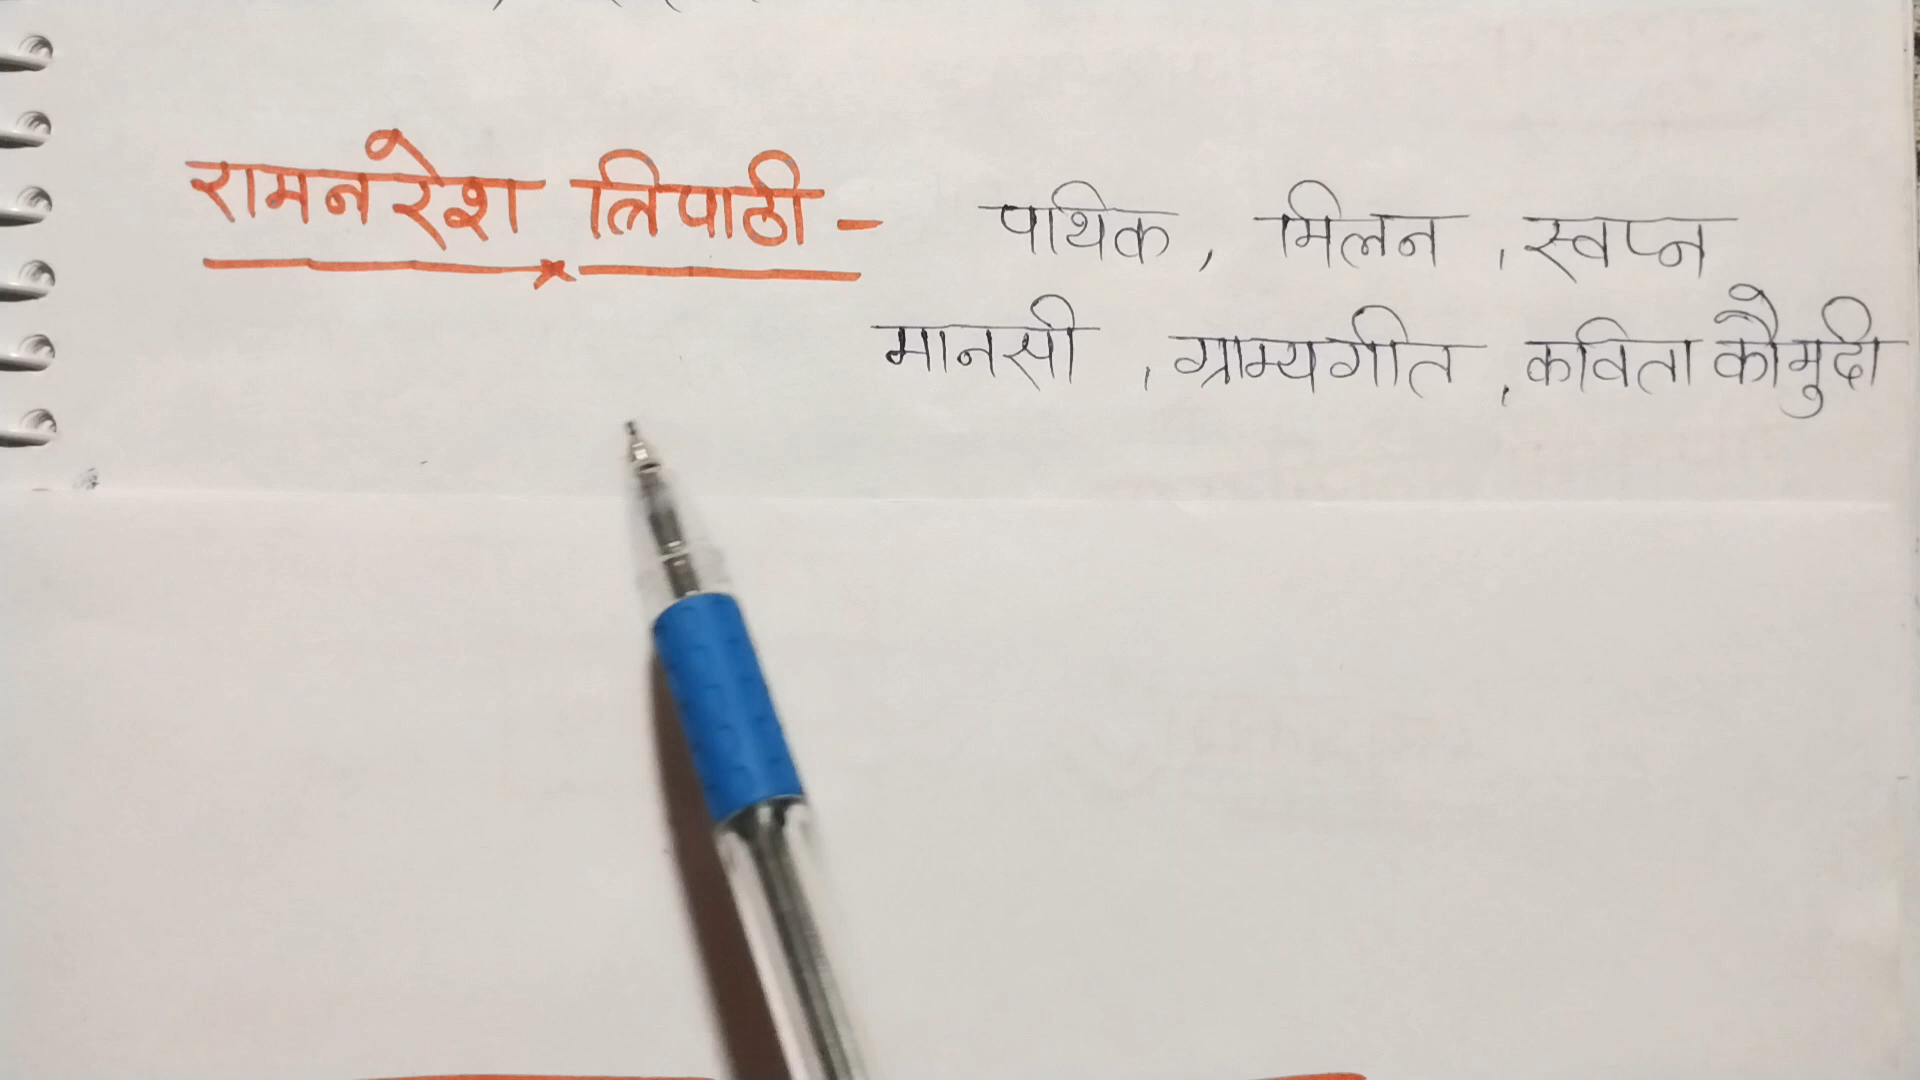 रामनरेश त्रिपाठी - पथिक, मिलन, स्वप्न
मानसी, ग्राम्यगीत, कविता कौमुदी